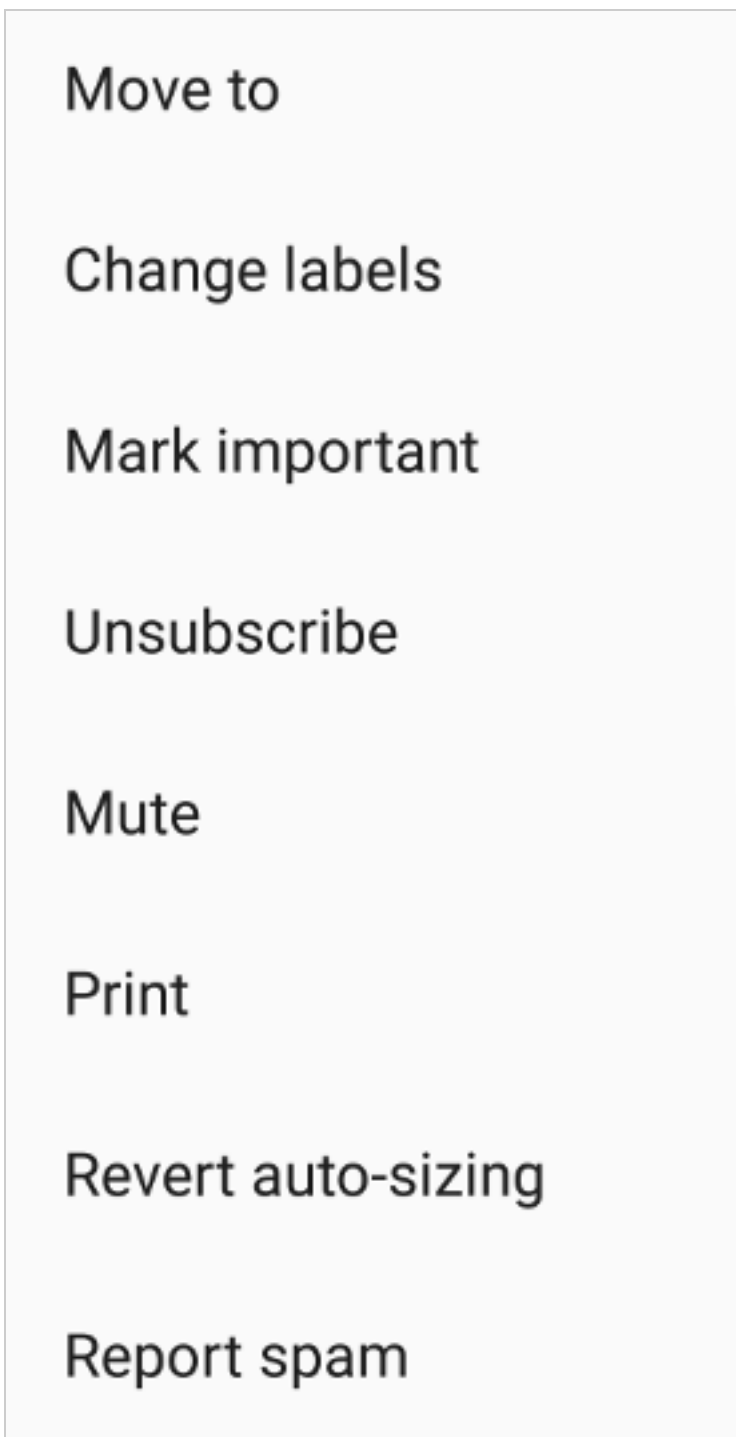 Move to
Change labels
Mark important
Unsubscribe
Mute
Print
Revert auto-sizing
Report spam